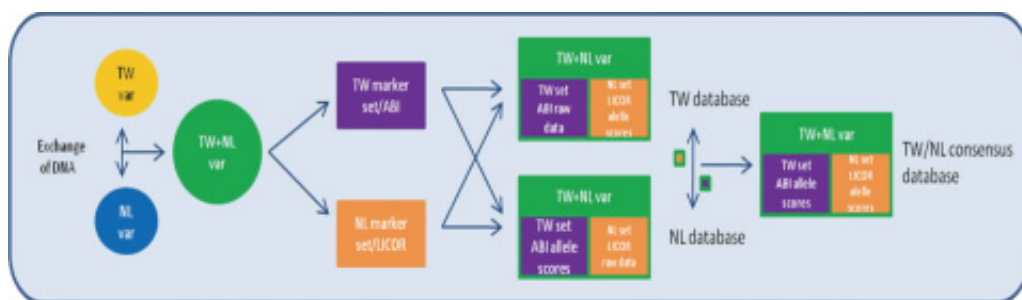 TW
var
Exchange
of DNA
NL
var
TW+NL
var
TW marker
set/ABI
NL marker
set/LICOR
TW+NL var
TW set
ABI raw
data
NL set
LICOR
alelle
scores
TW+NL var
TW set
ABI allele
scores
NL set
LICOR
raw data
TW database
NL database
TW+NL var
TW set
ABI allele
scores
NL set
LICOR
alelle
scores
TW/NL consensus
database